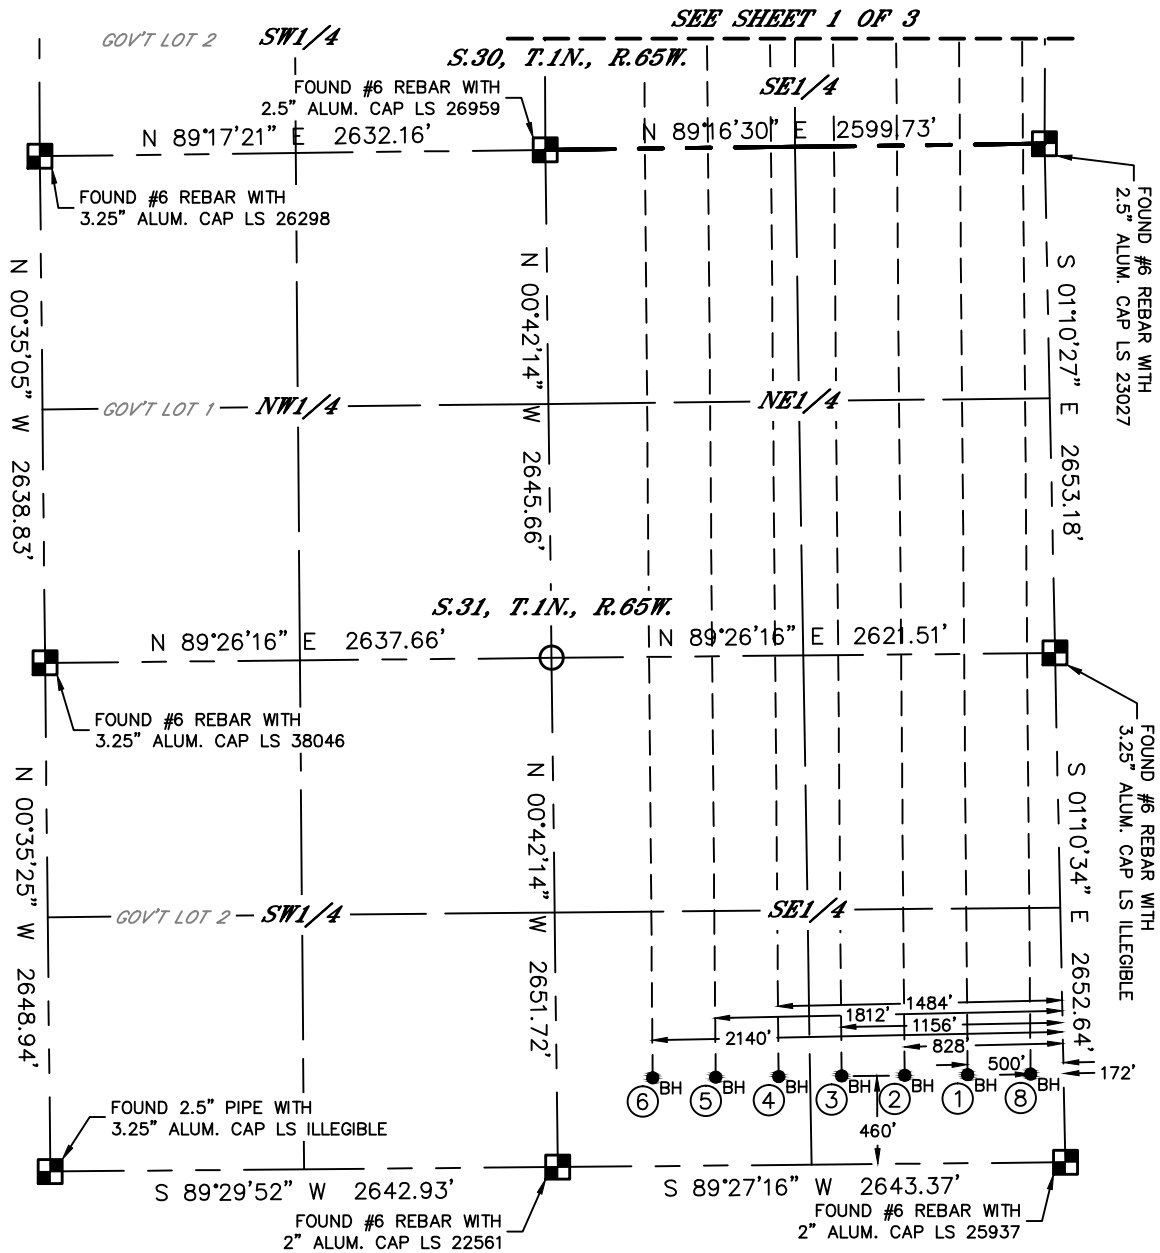 SEE SHEET 1 OF 3
GOV'T LOT 2 SW1/4
S.30, T.1N., R.65W.
SE1/4
FOUND #6 REBAR WITH
2.5" ALUM. CAP LS 26959
N 89°17'21" E 2632.16'
N 89°16'30" E 2599.73'
FOUND #6 REBAR WITH
3.25" ALUM. CAP LS 26298
FOUND #6 REBAR WITH
2.5" ALUM. CAP LS 23027
N 00°35'05" W 2638.83'
N 00°42'14" W 2645.66'
S 01°10'27" E 2653.18'
GOV'T LOT 1 NW1/4
NE1/4
S.31, T.1N., R.65W.
N 89°26'16" E 2637.66'
N 89°26'16" E 2621.51'
FOUND #6 REBAR WITH
3.25" ALUM. CAP LS 38046
FOUND #6 REBAR WITH
3.25" ALUM. CAP LS ILLEGIBLE
N 00°35'25" W 2648.94'
N 00°42'14" W 2651.72'
S 01°10'34" E 2652.64'
GOV'T LOT 2 SW1/4
SE1/4
1484'
1812'
1156'
2140'
828'
500'
172'
BH BH BH BH BH BH BH
6 5 4 3 2 1 8
460'
FOUND 2.5" PIPE WITH
3.25" ALUM. CAP LS ILLEGIBLE
S 89°29'52" W 2642.93'
S 89°27'16" W 2643.37'
FOUND #6 REBAR WITH
2" ALUM. CAP LS 22561
FOUND #6 REBAR WITH
2" ALUM. CAP LS 25937